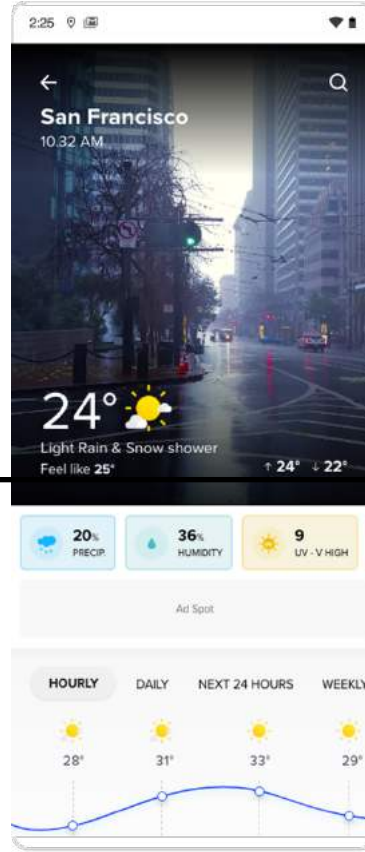 2:25
San Francisco
10.32 AM
24°
Light Rain & Snow shower
Feel like 25°
↑ 24° ↓ 22°
20%
PRECIP.
36%
HUMIDITY
9
UV - V HIGH
Ad Spot
HOURLY DAILY NEXT 24 HOURS WEEKLY
28° 31° 33° 29°